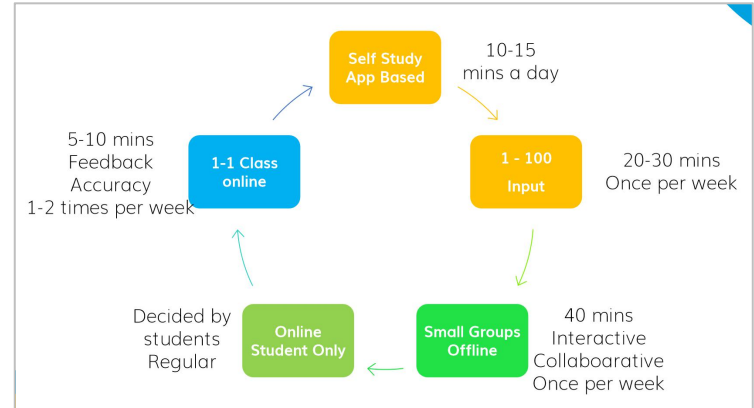 Self Study
App Based
10-15
mins a day
1 - 100
Input
20-30 mins
Once per week
Small Groups
Offline
40 mins
Interactive
Collaboarative
Once per week
Online
Student Only
Decided by
students
Regular
1-1 Class
online
5-10 mins
Feedback
Accuracy
1-2 times per week